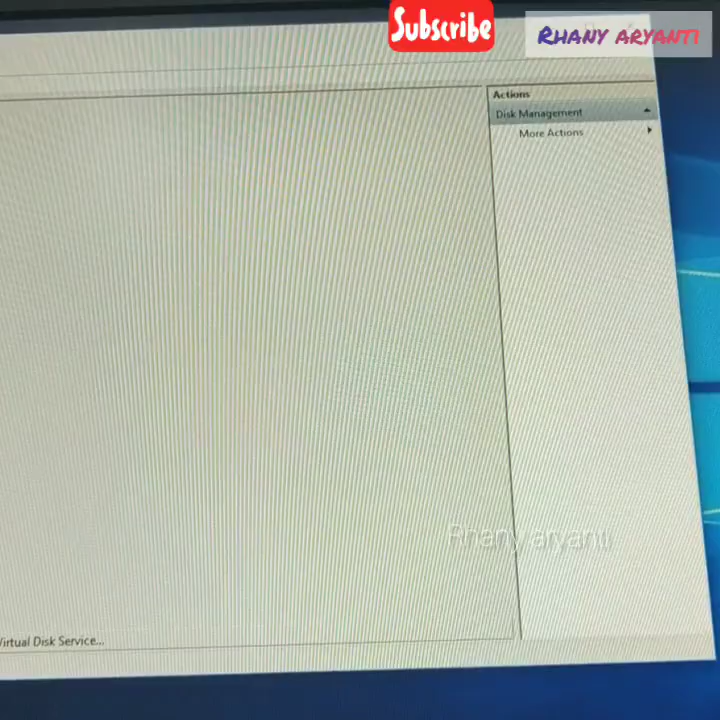 Subscribe
RHANY ARYANTI
Actions
Disk Management
More Actions
Rhany aryanti
Virtual Disk Service...